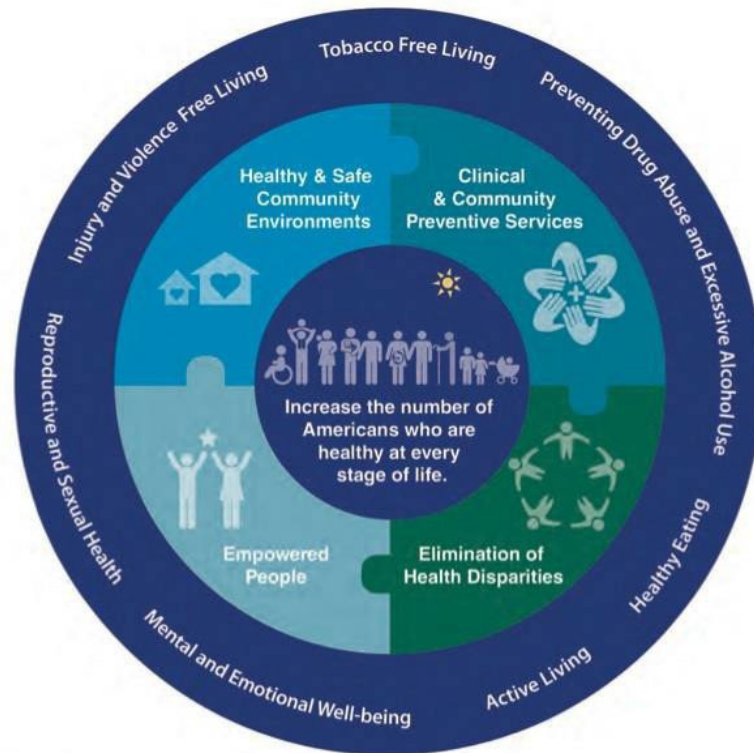 Tobacco Free Living
Preventing Drug Abuse and Excessive Alcohol Use
Healthy Eating
Active Living
Mental and Emotional Well-being
Reproductive and Sexual Health
Injury and Violence Free Living
Healthy & Safe
Community
Environments
Clinical
& Community
Preventive Services
Increase the number of
Americans who are
healthy at every
stage of life.
Empowered
People
Elimination of
Health Disparities